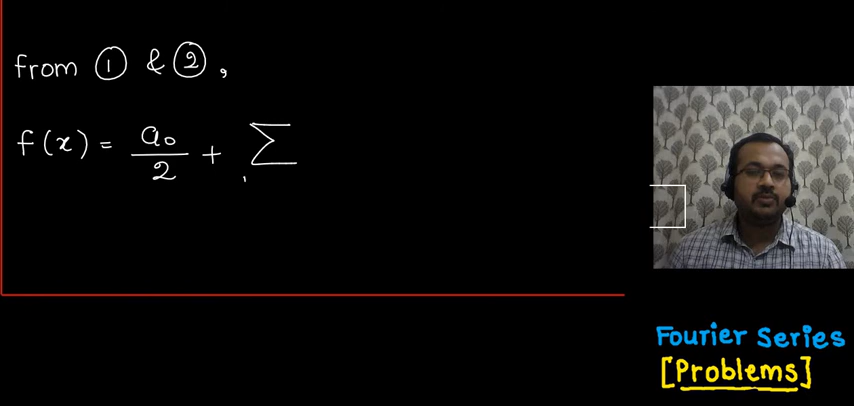 from ① & ②,
f(x) = a₀/2 + ∑
Fourier Series
[Problems]